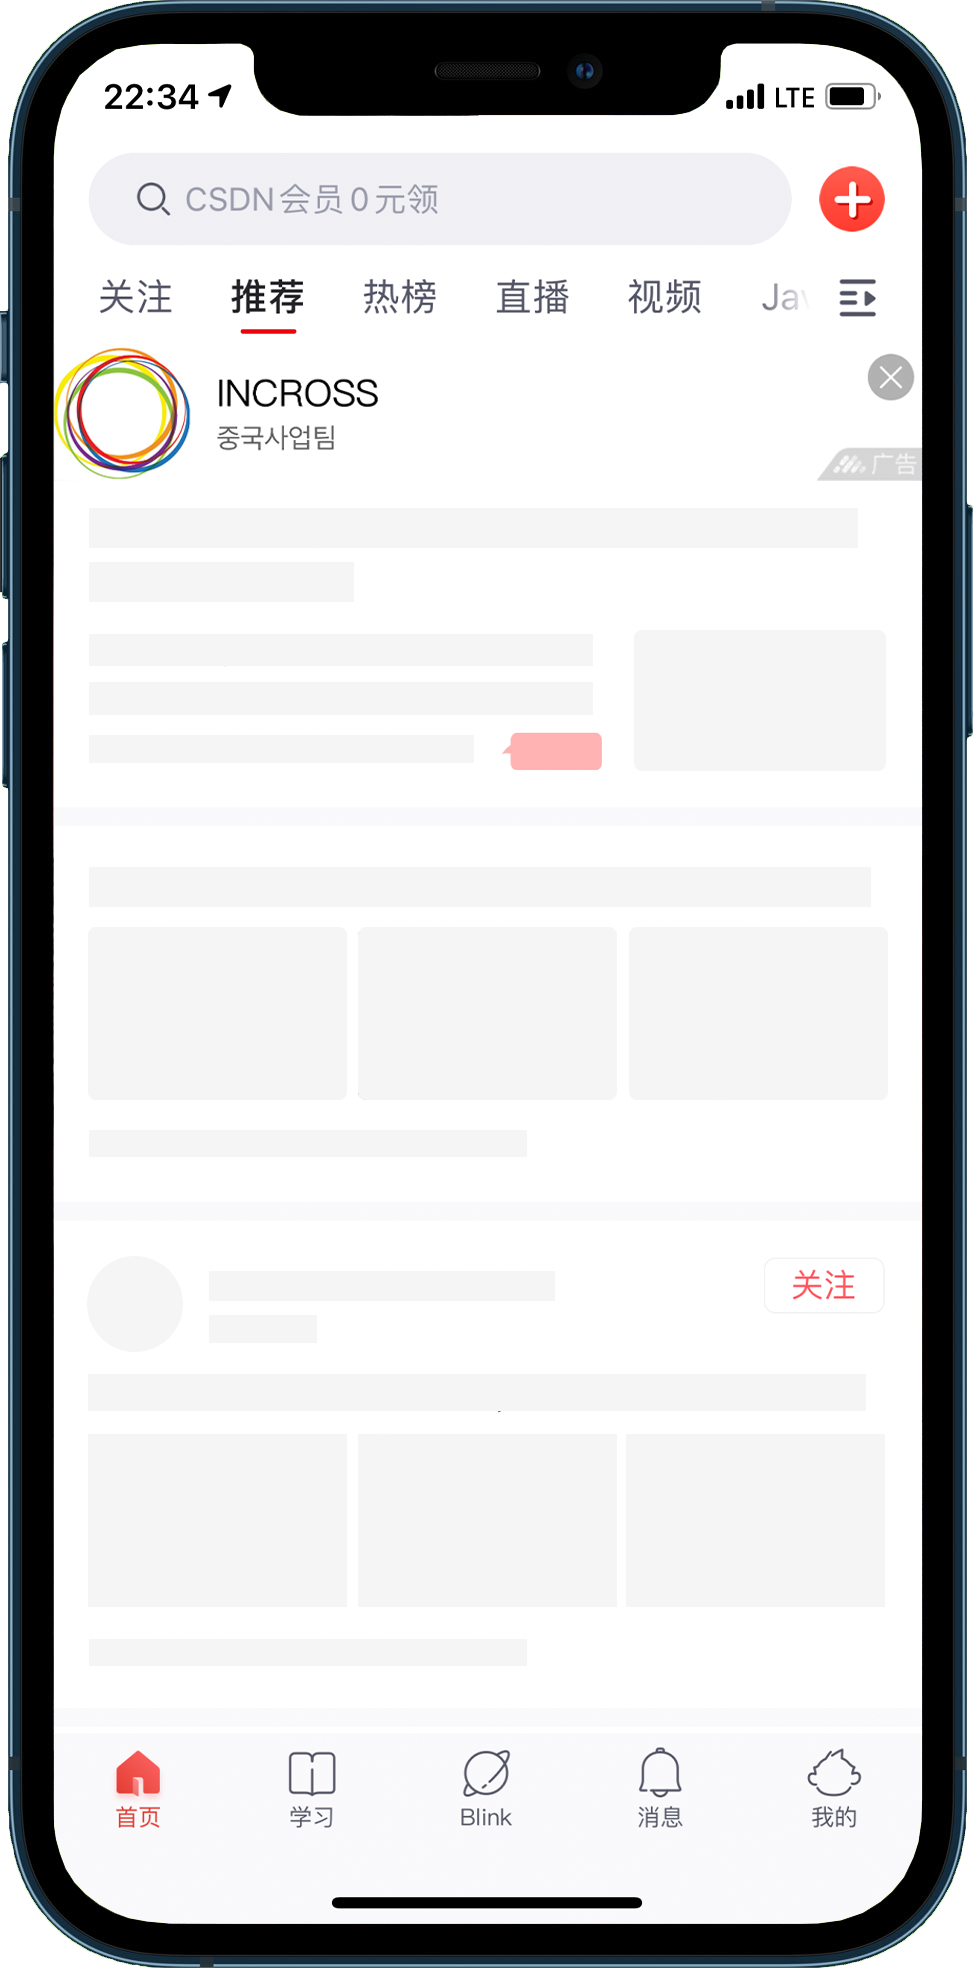 22:34 LTE
CSDN会员0元领
关注 推荐 热榜 直播 视频 Jav
INCROSS
중국사업팀
广告
关注
首页 学习 Blink 消息 我的